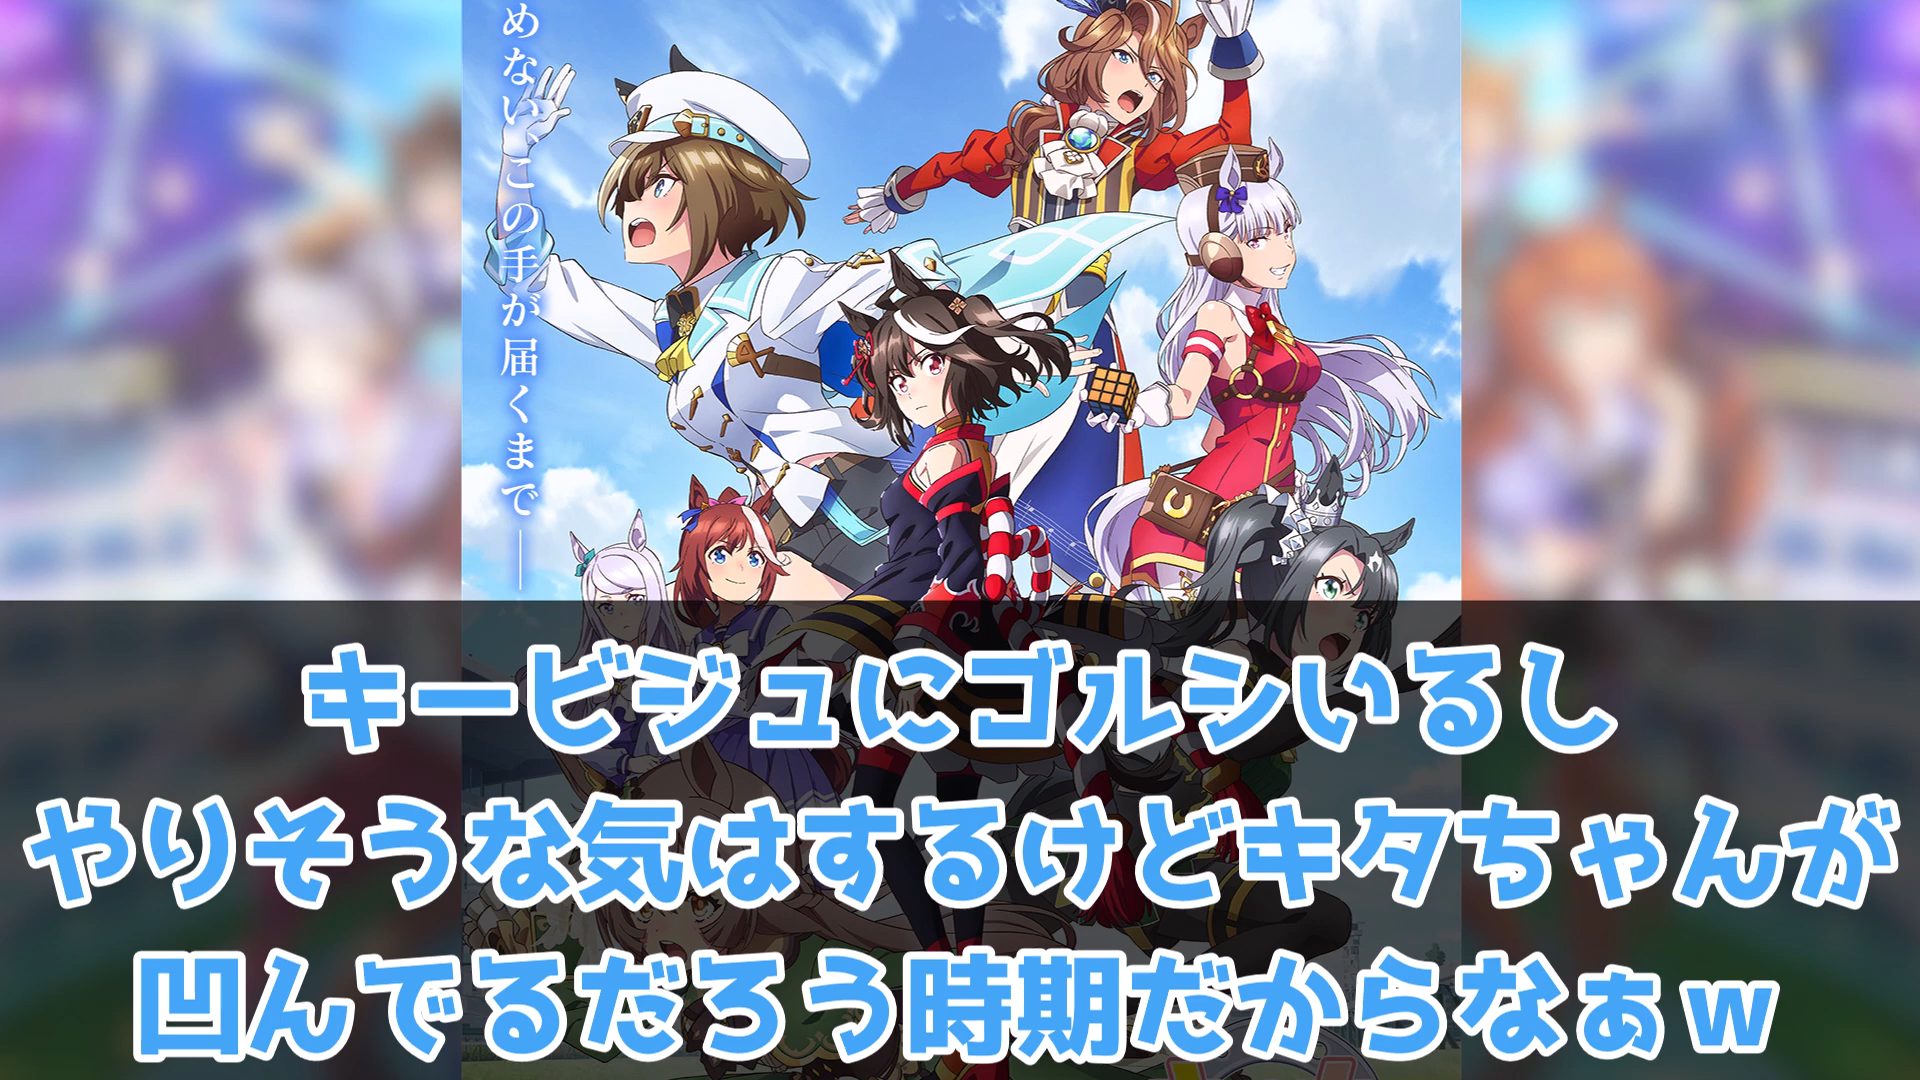 めない この手が届くまで──
キービジュにゴルシいるし
やりそうな気はするけどキタちゃんが
凹んでるだろう時期だからなぁｗ